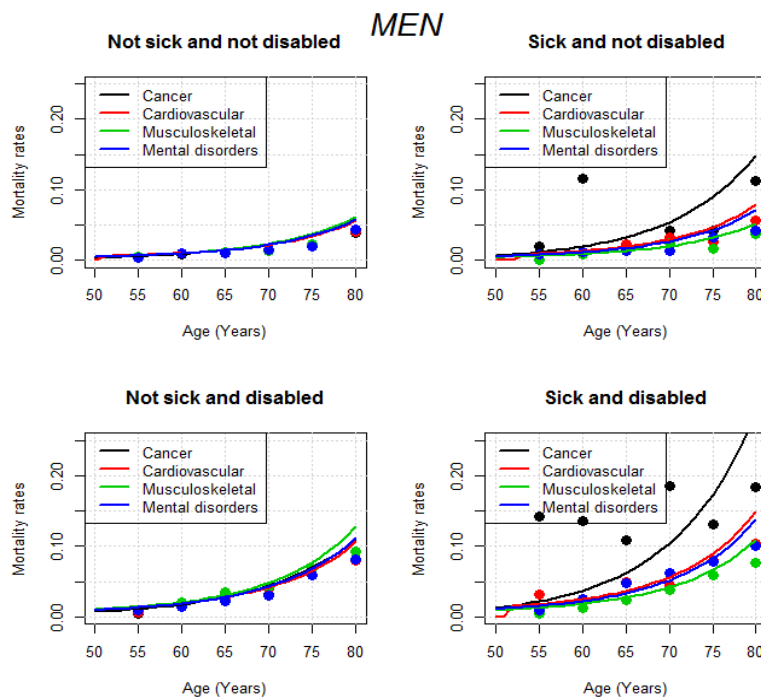 MEN
Not sick and not disabled
Mortality rates
0.00 0.10 0.20
Cancer
Cardiovascular
Musculoskeletal
Mental disorders
50 55 60 65 70 75 80
Age (Years)
Sick and not disabled
Mortality rates
0.00 0.10 0.20
Cancer
Cardiovascular
Musculoskeletal
Mental disorders
50 55 60 65 70 75 80
Age (Years)
Not sick and disabled
Mortality rates
0.00 0.10 0.20
Cancer
Cardiovascular
Musculoskeletal
Mental disorders
50 55 60 65 70 75 80
Age (Years)
Sick and disabled
Mortality rates
0.00 0.10 0.20
Cancer
Cardiovascular
Musculoskeletal
Mental disorders
50 55 60 65 70 75 80
Age (Years)